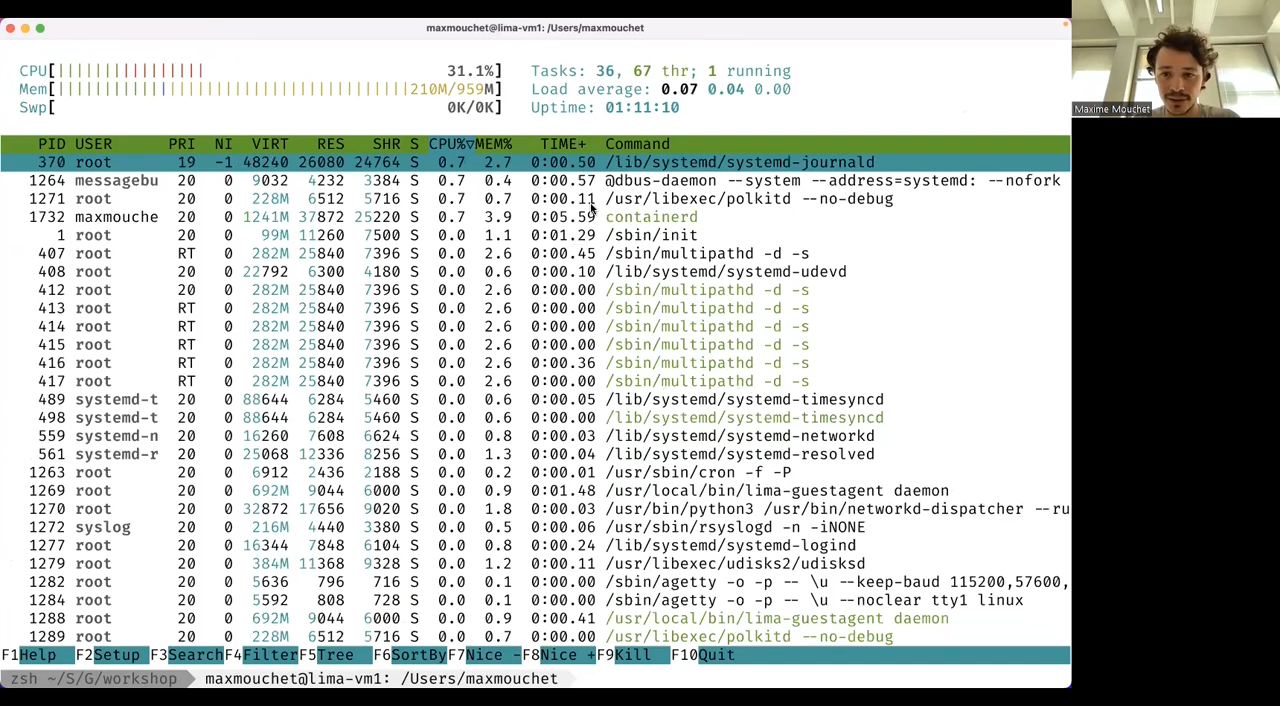 maxmouchet@lima-vm1: /Users/maxmouchet
CPU[||||||||||||||||||| 31.1%] Tasks: 36, 67 thr; 1 running
Mem[||||||||||||||||||||||||||||||||||||||||||||||210M/959M] Load average: 0.07 0.04 0.00
Swp[ 0K/0K] Uptime: 01:11:10
Maxime Mouchet
PID USER PRI NI VIRT RES SHR S CPU%▽MEM% TIME+ Command
370 root 19 -1 48240 26080 24764 S 0.7 2.7 0:00.50 /lib/systemd/systemd-journald
1264 messagebu 20 0 9032 4232 3384 S 0.7 0.4 0:00.57 @dbus-daemon --system --address=systemd: --nofork
1271 root 20 0 228M 6512 5716 S 0.7 0.7 0:00.11 /usr/libexec/polkitd --no-debug
1732 maxmouche 20 0 1241M 37872 25220 S 0.7 3.9 0:05.59 containerd
1 root 20 0 99M 11260 7500 S 0.0 1.1 0:01.29 /sbin/init
407 root RT 0 282M 25840 7396 S 0.0 2.6 0:00.45 /sbin/multipathd -d -s
408 root 20 0 22792 6300 4180 S 0.0 0.6 0:00.10 /lib/systemd/systemd-udevd
412 root 20 0 282M 25840 7396 S 0.0 2.6 0:00.00 /sbin/multipathd -d -s
413 root RT 0 282M 25840 7396 S 0.0 2.6 0:00.00 /sbin/multipathd -d -s
414 root RT 0 282M 25840 7396 S 0.0 2.6 0:00.00 /sbin/multipathd -d -s
415 root RT 0 282M 25840 7396 S 0.0 2.6 0:00.00 /sbin/multipathd -d -s
416 root RT 0 282M 25840 7396 S 0.0 2.6 0:00.36 /sbin/multipathd -d -s
417 root RT 0 282M 25840 7396 S 0.0 2.6 0:00.00 /sbin/multipathd -d -s
489 systemd-t 20 0 88644 6284 5460 S 0.0 0.6 0:00.05 /lib/systemd/systemd-timesyncd
498 systemd-t 20 0 88644 6284 5460 S 0.0 0.6 0:00.00 /lib/systemd/systemd-timesyncd
559 systemd-n 20 0 16260 7608 6624 S 0.0 0.8 0:00.03 /lib/systemd/systemd-networkd
561 systemd-r 20 0 25068 12336 8256 S 0.0 1.3 0:00.04 /lib/systemd/systemd-resolved
1263 root 20 0 6912 2436 2188 S 0.0 0.2 0:00.01 /usr/sbin/cron -f -P
1269 root 20 0 692M 9044 6000 S 0.0 0.9 0:01.48 /usr/local/bin/lima-guestagent daemon
1270 root 20 0 32872 17656 9020 S 0.0 1.8 0:00.03 /usr/bin/python3 /usr/bin/networkd-dispatcher --ru
1272 syslog 20 0 216M 4440 3380 S 0.0 0.5 0:00.06 /usr/sbin/rsyslogd -n -iNONE
1277 root 20 0 16344 7848 6104 S 0.0 0.8 0:00.24 /lib/systemd/systemd-logind
1279 root 20 0 384M 11368 9328 S 0.0 1.2 0:00.11 /usr/libexec/udisks2/udisksd
1282 root 20 0 5636 796 716 S 0.0 0.1 0:00.00 /sbin/agetty -o -p -- \u --keep-baud 115200,57600,
1284 root 20 0 5592 808 728 S 0.0 0.1 0:00.00 /sbin/agetty -o -p -- \u --noclear tty1 linux
1288 root 20 0 692M 9044 6000 S 0.0 0.9 0:00.41 /usr/local/bin/lima-guestagent daemon
1289 root 20 0 228M 6512 5716 S 0.0 0.7 0:00.00 /usr/libexec/polkitd --no-debug
F1Help F2Setup F3SearchF4FilterF5Tree F6SortByF7Nice -F8Nice +F9Kill F10Quit
zsh ~/S/G/workshop maxmouchet@lima-vm1: /Users/maxmouchet